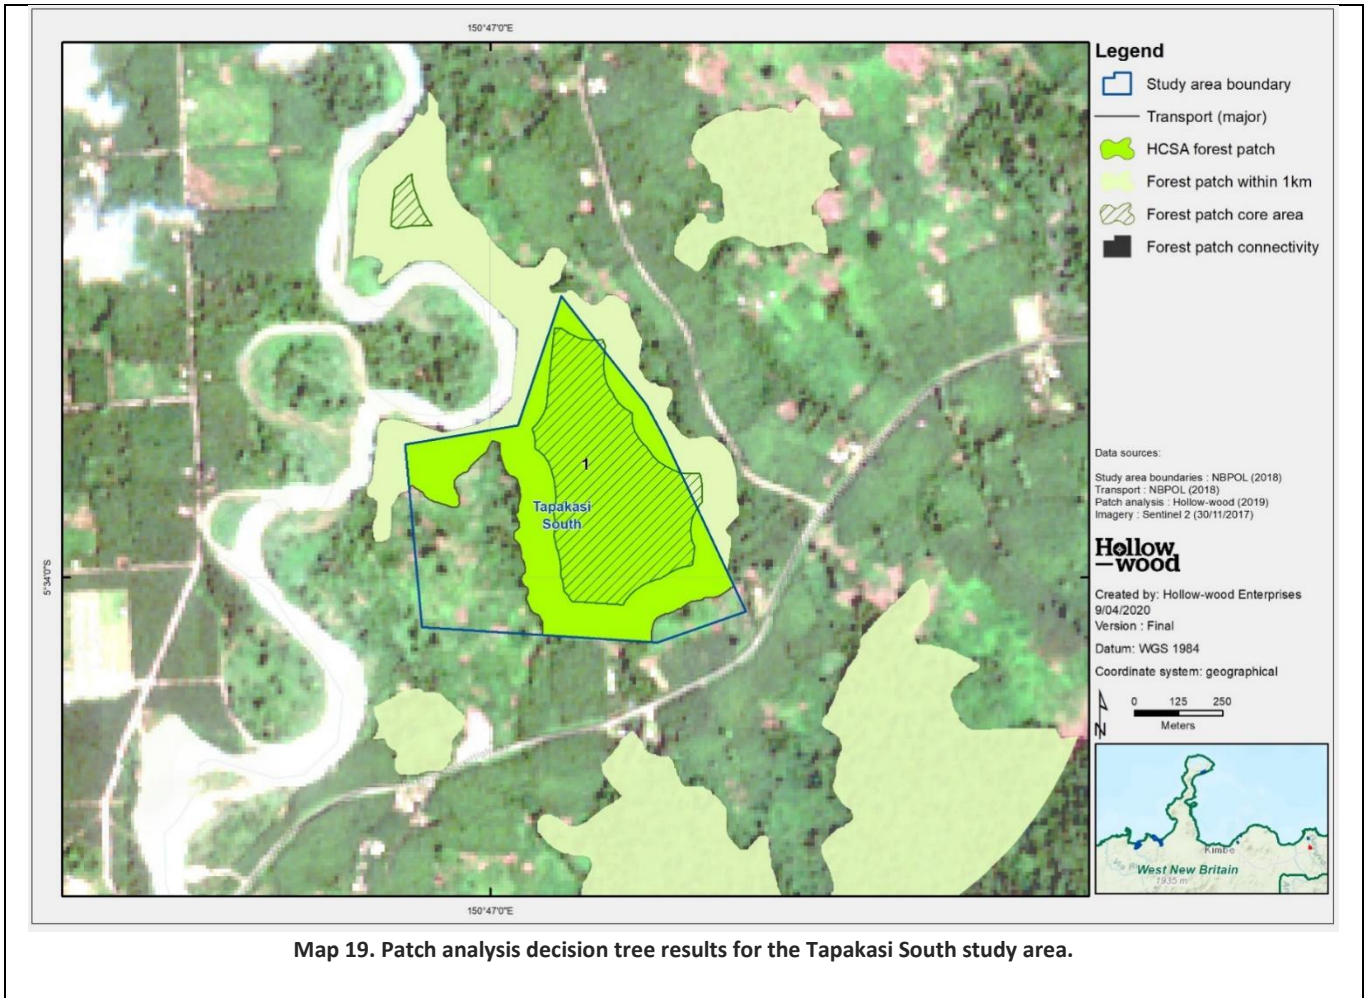 150°47'0"E
Legend
Study area boundary
Transport (major)
HCSA forest patch
Forest patch within 1km
Forest patch core area
Forest patch connectivity
1
Tapakasi
South
5°34'0"S
Data sources:
Study area boundaries : NBPOL (2018)
Transport : NBPOL (2018)
Patch analysis : Hollow-wood (2019)
Imagery : Sentinel 2 (30/11/2017)
Hollow
—wood
Created by: Hollow-wood Enterprises
9/04/2020
Version : Final
Datum: WGS 1984
Coordinate system: geographical
N
0 125 250
Meters
Kimbe
West New Britain
1935 m
150°47'0"E
Map 19. Patch analysis decision tree results for the Tapakasi South study area.